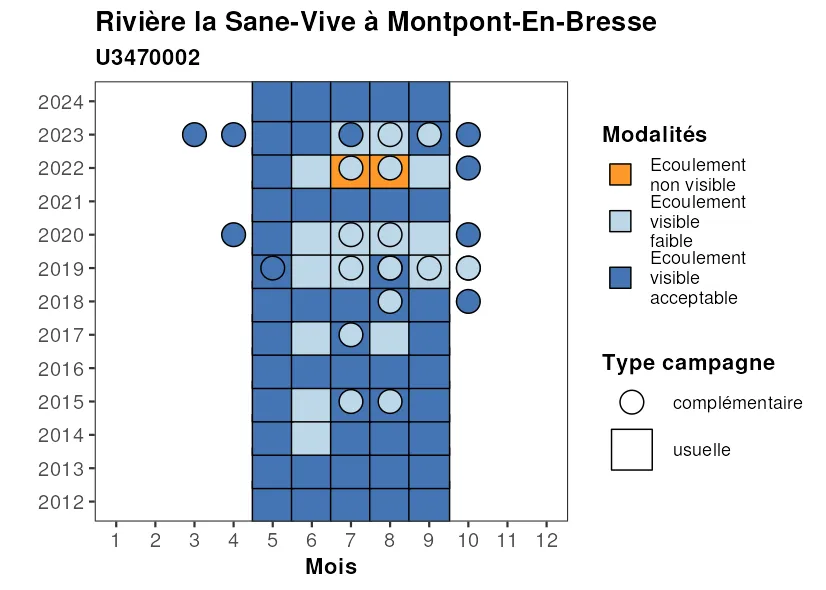 Rivière la Sane-Vive à Montpont-En-Bresse
U3470002
2024
2023
2022
2021
2020
2019
2018
2017
2016
2015
2014
2013
2012
1 2 3 4 5 6 7 8 9 10 11 12
Mois
Modalités
Ecoulement
non visible
Ecoulement
visible
faible
Ecoulement
visible
acceptable
Type campagne
complémentaire
usuelle